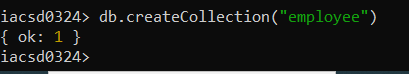 iacsd0324> db.createCollection("employee")
{ ok: 1 }
iacsd0324>